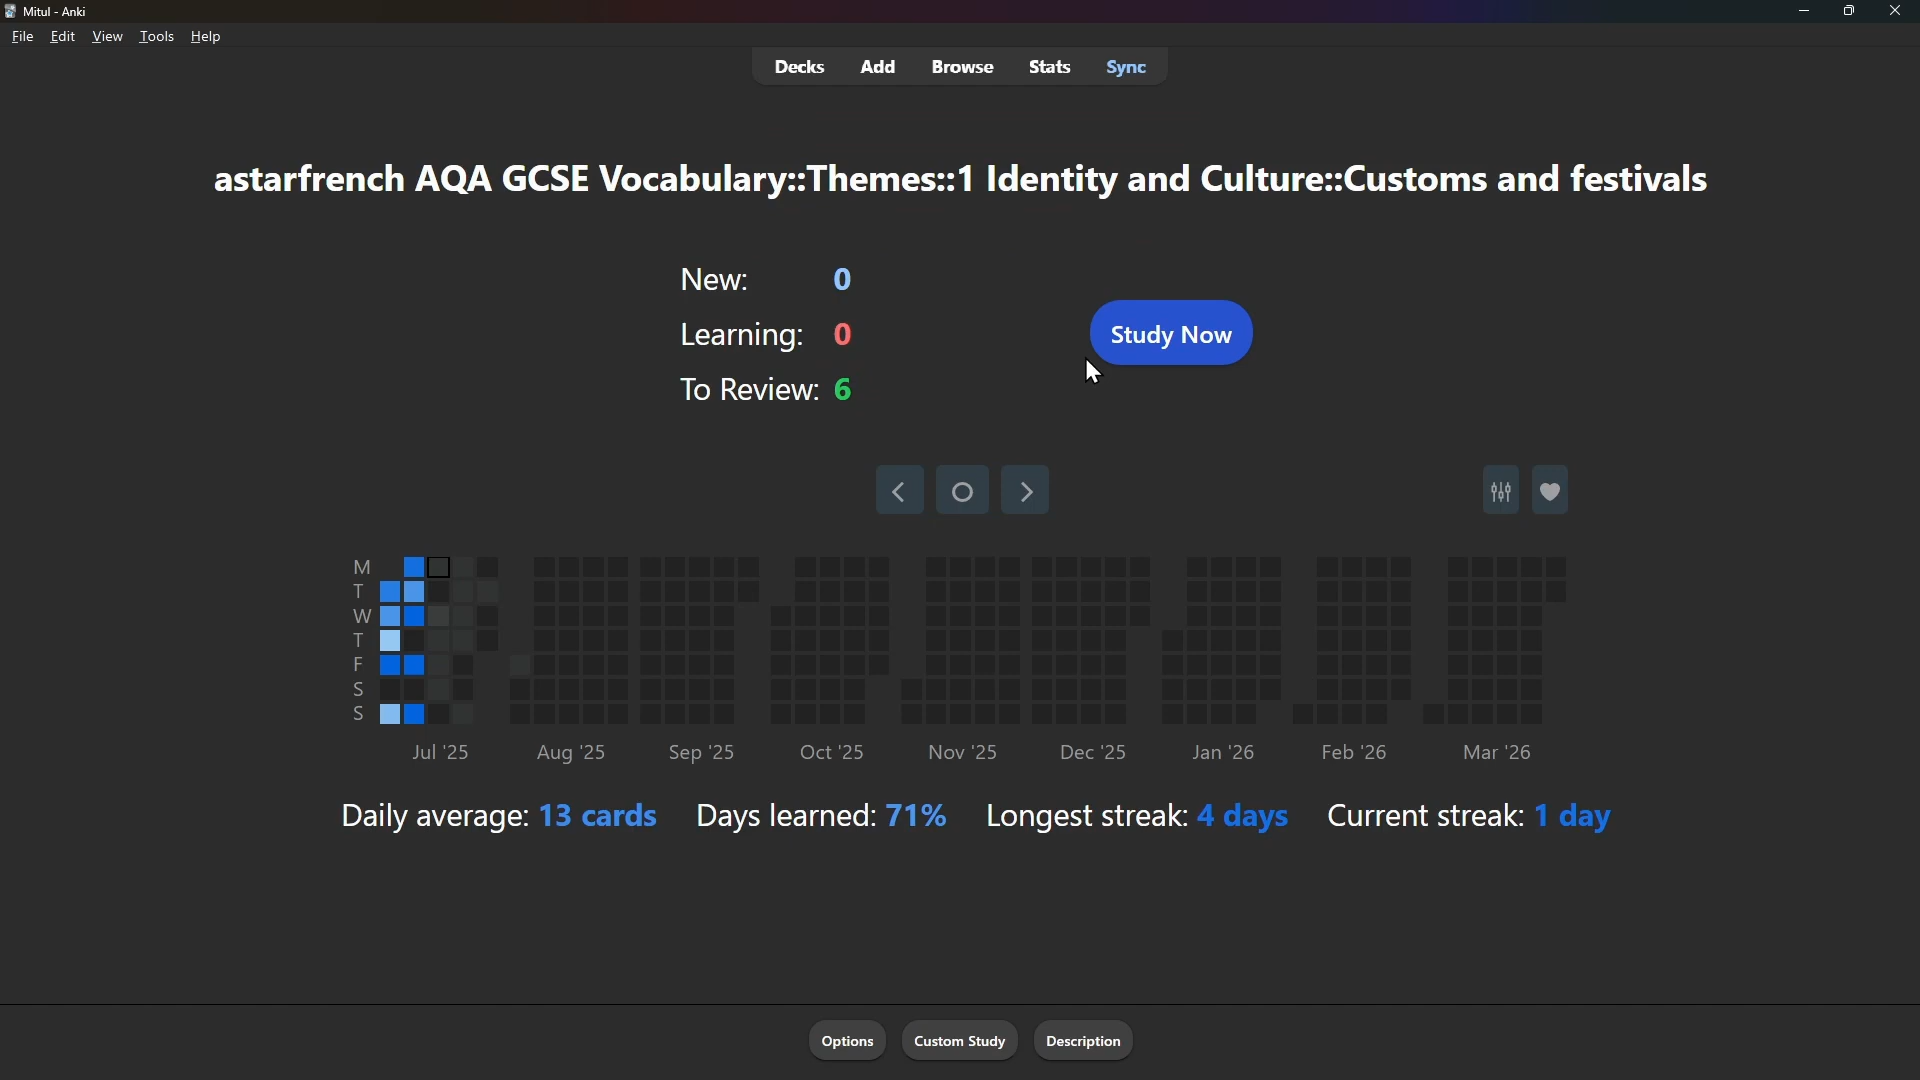 Mitul - Anki
File Edit View Tools Help
Decks Add Browse Stats Sync
astarfrench AQA GCSE Vocabulary::Themes::1 Identity and Culture::Customs and festivals
New: 0
Learning: 0
To Review: 6
Study Now
M
T
W
T
F
S
S
Jul '25 Aug '25 Sep '25 Oct '25 Nov '25 Dec '25 Jan '26 Feb '26 Mar '26
Daily average: 13 cards Days learned: 71% Longest streak: 4 days Current streak: 1 day
Options Custom Study Description